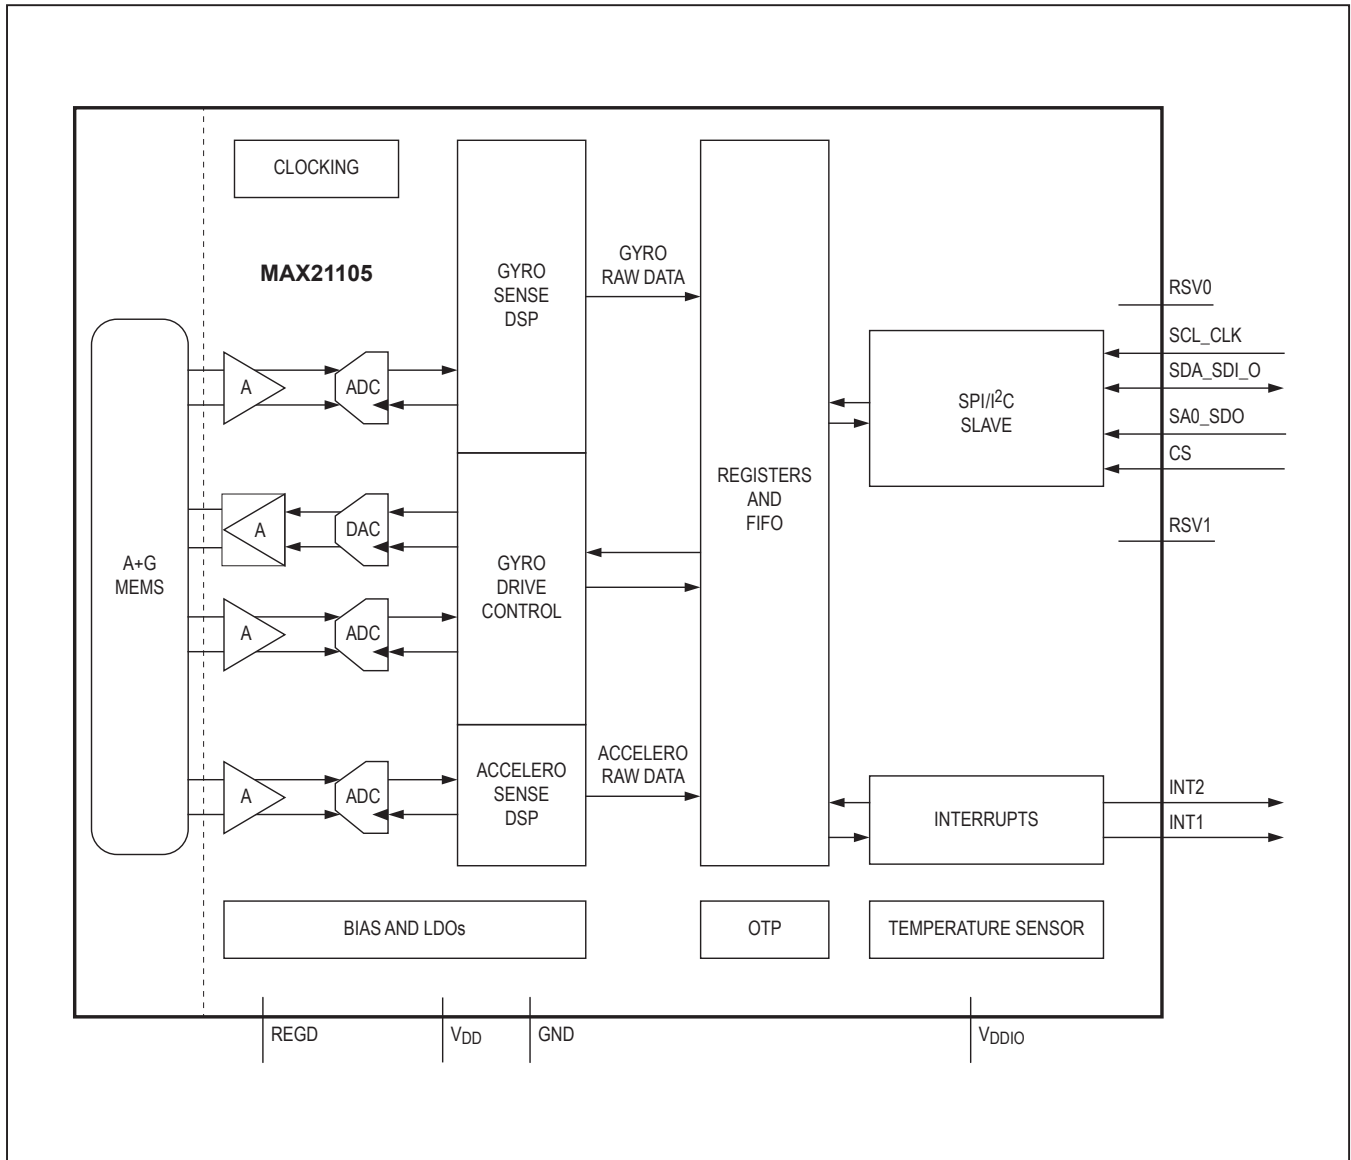 CLOCKING
MAX21105
GYRO
SENSE
DSP
GYRO
RAW DATA
RSV0
SCL_CLK
SDA_SDI_O
SA0_SDO
CS
SPI/I²C
SLAVE
A
ADC
REGISTERS
AND
FIFO
RSV1
A
DAC
A+G
MEMS
GYRO
DRIVE
CONTROL
A
ADC
ACCELERO
SENSE
DSP
ACCELERO
RAW DATA
A
ADC
INTERRUPTS
INT2
INT1
BIAS AND LDOs
OTP
TEMPERATURE SENSOR
REGD
VDD
GND
VDDIO